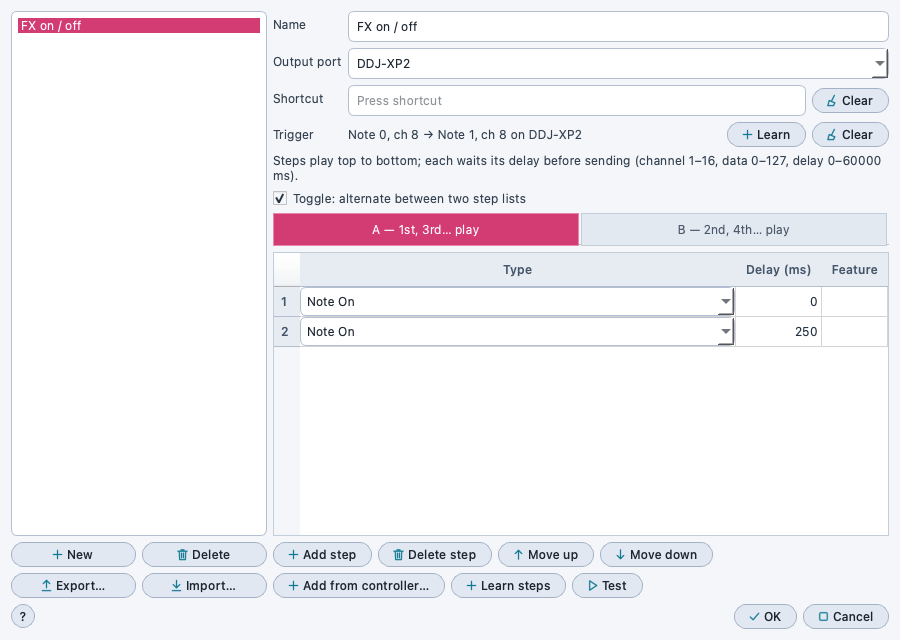 FX on / off
Name
FX on / off
Output port
DDJ-XP2
Shortcut
Press shortcut
Clear
Trigger
Note 0, ch 8 → Note 1, ch 8 on DDJ-XP2
Learn
Clear
Steps play top to bottom; each waits its delay before sending (channel 1–16, data 0–127, delay 0–60000
ms).
Toggle: alternate between two step lists
A — 1st, 3rd… play
B — 2nd, 4th… play
Type
Delay (ms)
Feature
1
Note On
0
2
Note On
250
New
Delete
Add step
Delete step
Move up
Move down
Export…
Import…
Add from controller…
Learn steps
Test
?
OK
Cancel